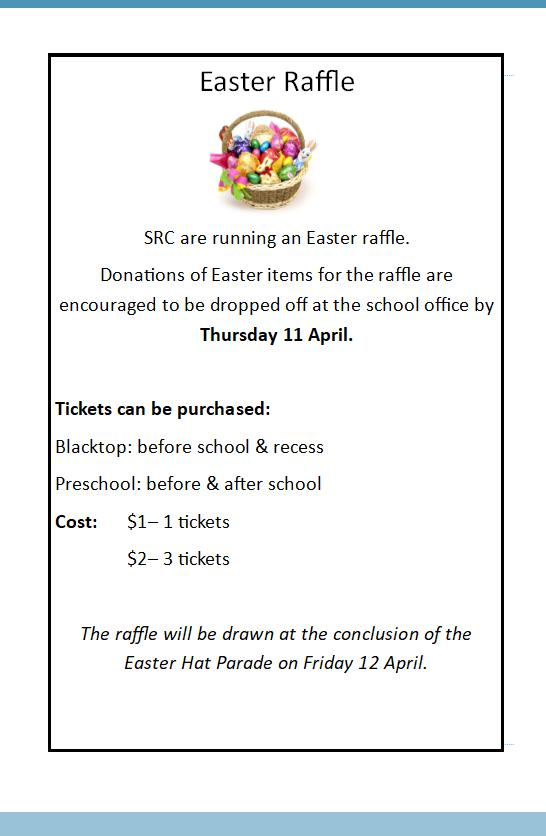 Easter Raffle
SRC are running an Easter raffle.
Donations of Easter items for the raffle are
encouraged to be dropped off at the school office by
Thursday 11 April.
Tickets can be purchased:
Blacktop: before school & recess
Preschool: before & after school
Cost: $1– 1 tickets
$2– 3 tickets
The raffle will be drawn at the conclusion of the
Easter Hat Parade on Friday 12 April.